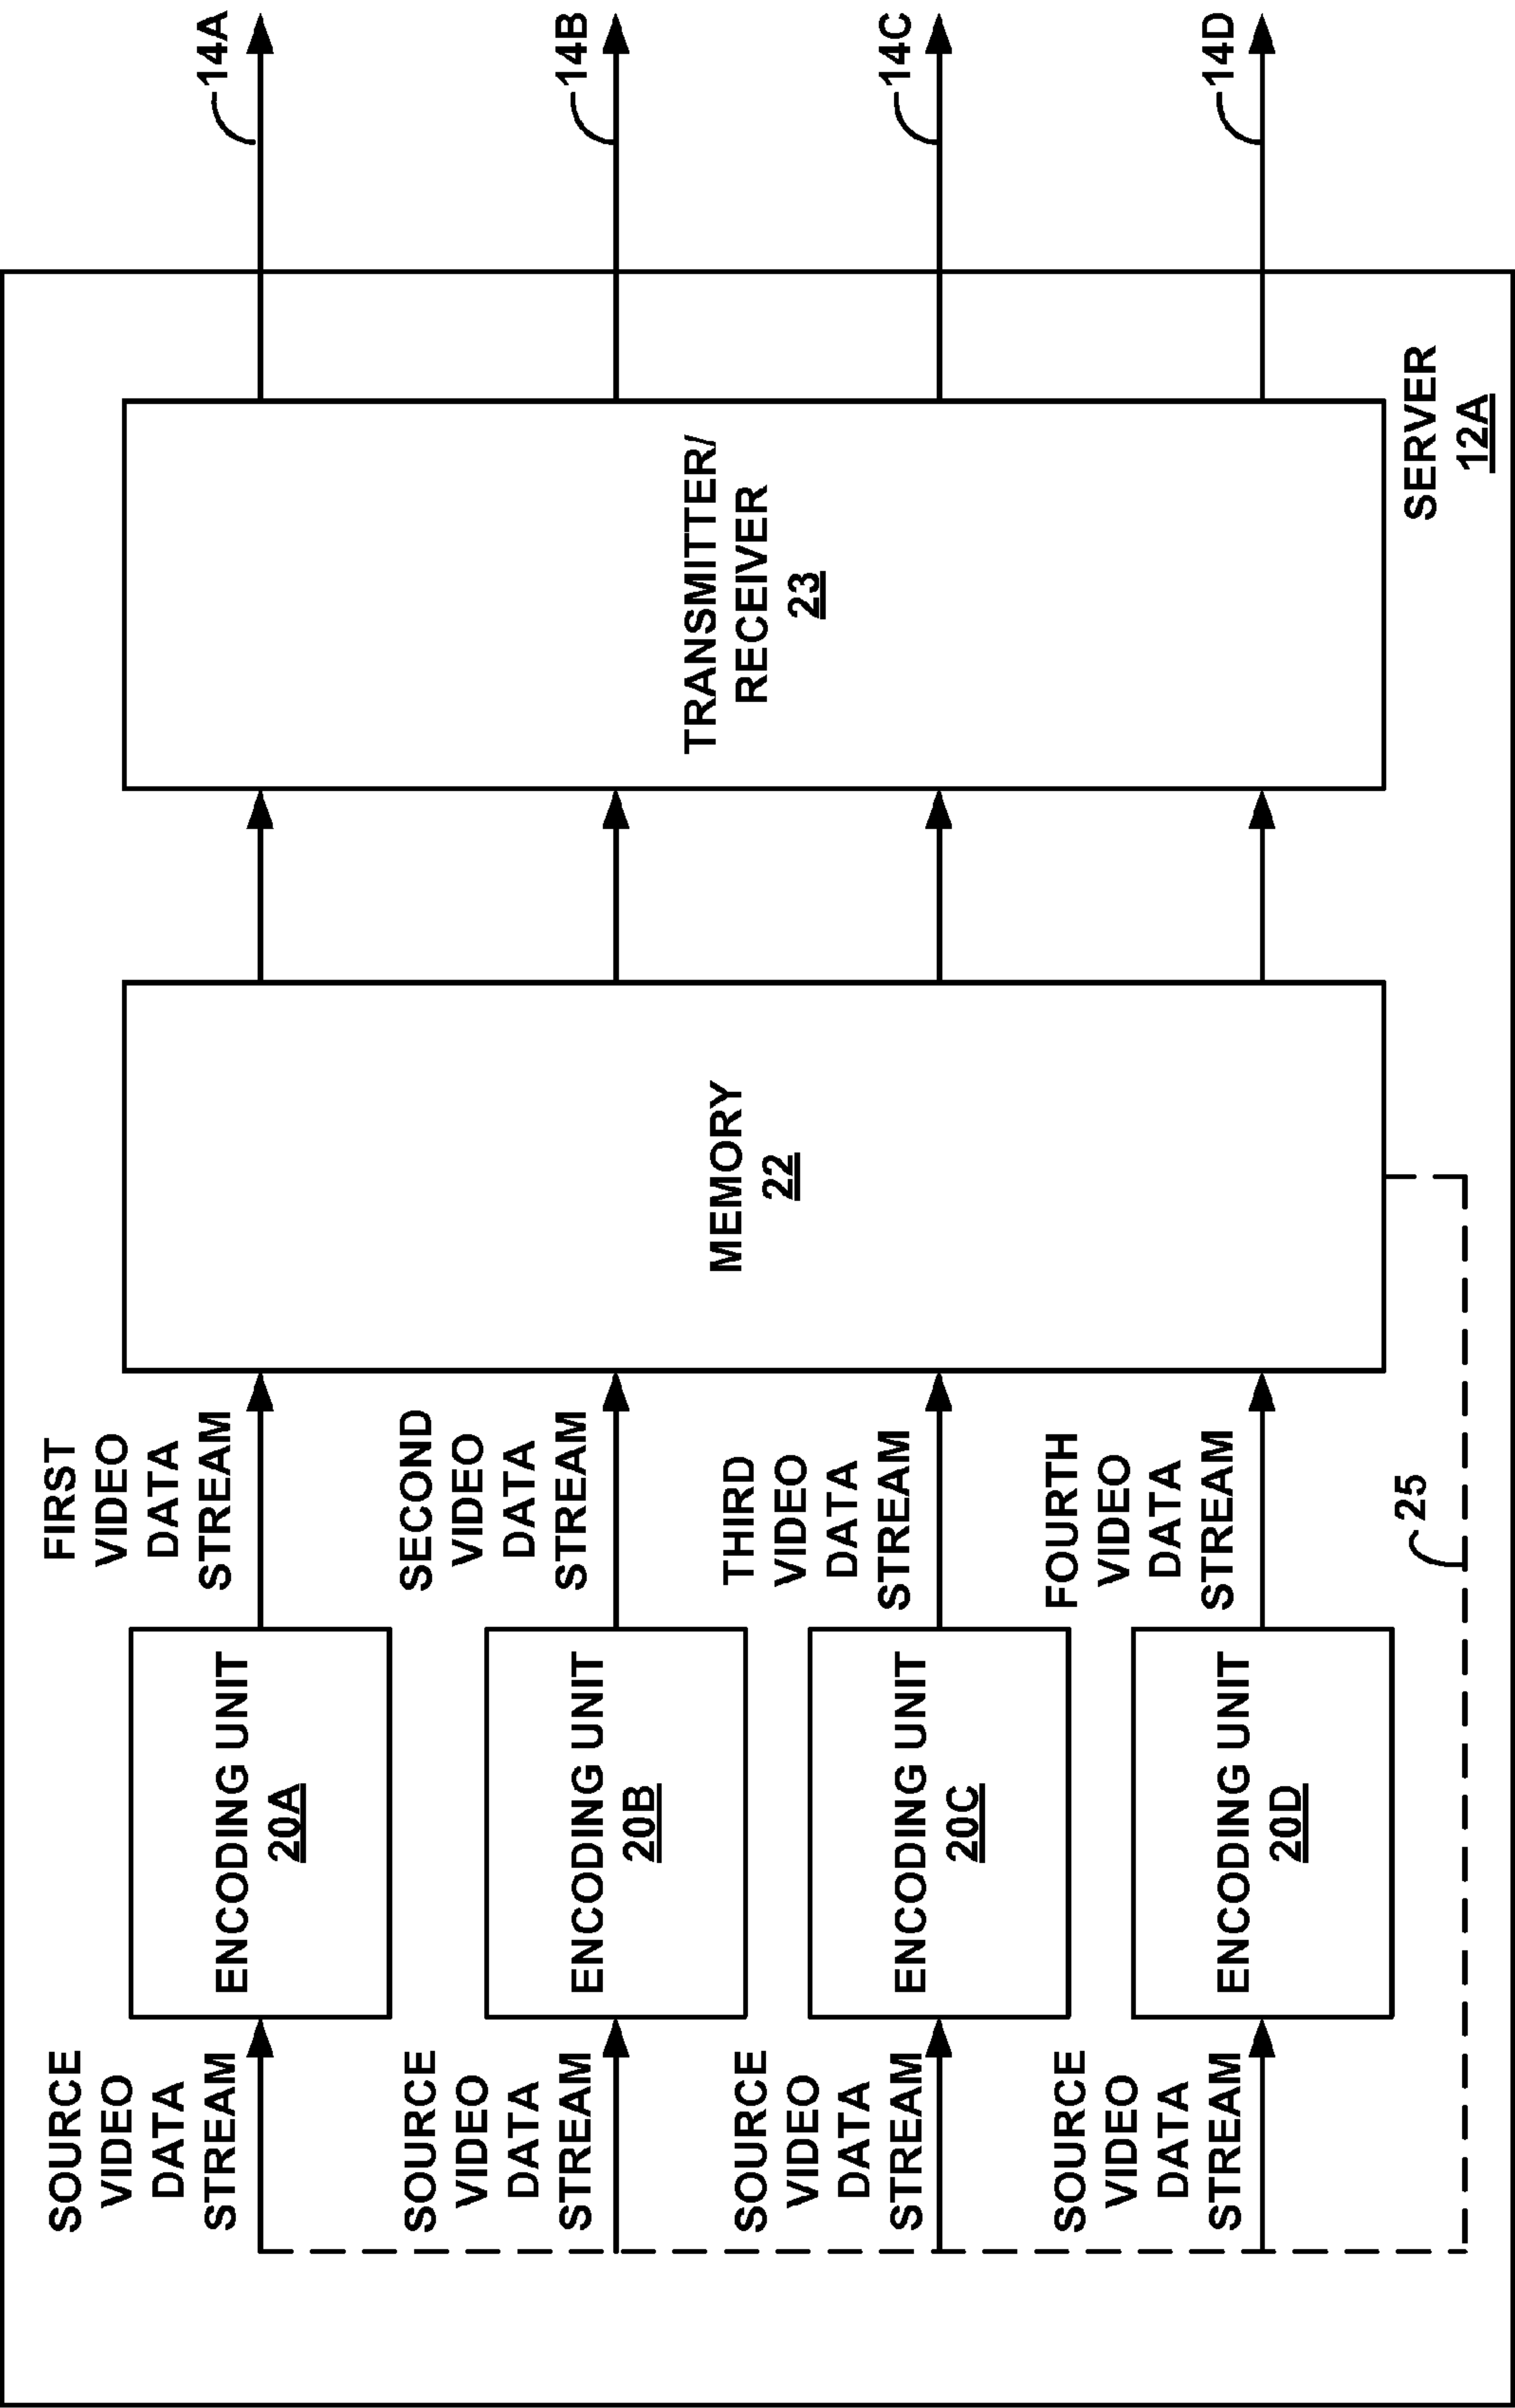 SOURCE
VIDEO
DATA
STREAM
ENCODING UNIT
20A
FIRST
VIDEO
DATA
STREAM
14A
SOURCE
VIDEO
DATA
STREAM
ENCODING UNIT
20B
SECOND
VIDEO
DATA
STREAM
14B
MEMORY
22
TRANSMITTER/
RECEIVER
23
SOURCE
VIDEO
DATA
STREAM
ENCODING UNIT
20C
THIRD
VIDEO
DATA
STREAM
14C
SOURCE
VIDEO
DATA
STREAM
ENCODING UNIT
20D
FOURTH
VIDEO
DATA
STREAM
14D
25
SERVER
12A